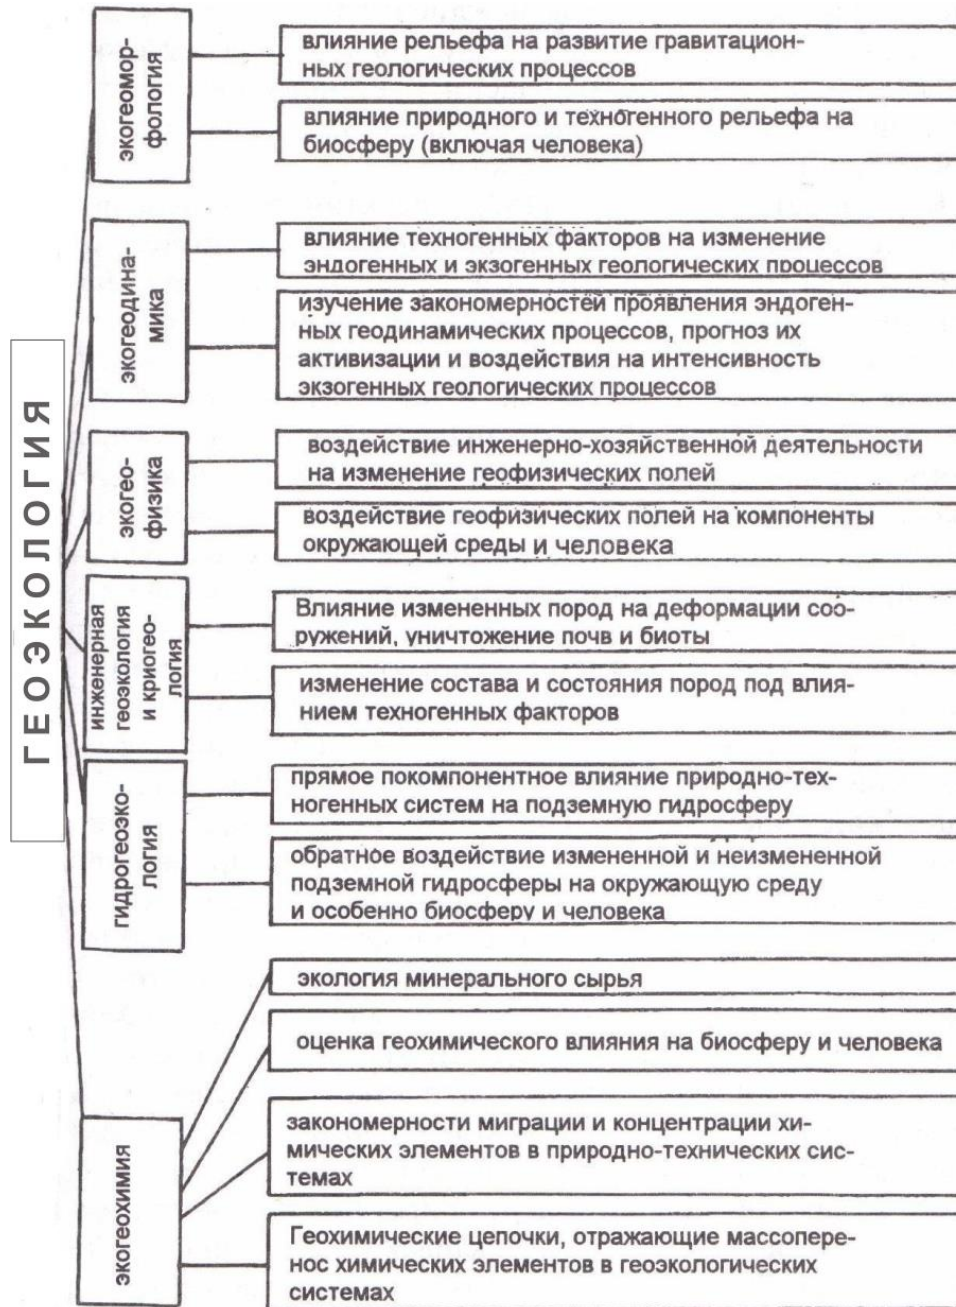 ГЕОЭКОЛОГИЯ
экогеомор-
фология
влияние рельефа на развитие гравитацион-
ных геологических процессов
влияние природного и техногенного рельефа на
биосферу (включая человека)
экогеодина-
мика
влияние техногенных факторов на изменение
эндогенных и экзогенных геологических процессов
изучение закономерностей проявления эндоген-
ных геодинамических процессов, прогноз их
активизации и воздействия на интенсивность
экзогенных геологических процессов
экогео-
физика
воздействие инженерно-хозяйственной деятельности
на изменение геофизических полей
воздействие геофизических полей на компоненты
окружающей среды и человека
инженерная
геоэкология
и криогео-
логия
Влияние измененных пород на деформации соо-
ружений, уничтожение почв и биоты
изменение состава и состояния пород под влия-
нием техногенных факторов
гидрогеоэко-
логия
прямое покомпонентное влияние природно-тех-
ногенных систем на подземную гидросферу
обратное воздействие измененной и неизмененной
подземной гидросферы на окружающую среду
и особенно биосферу и человека
экогеохимия
экология минерального сырья
оценка геохимического влияния на биосферу и человека
закономерности миграции и концентрации хи-
мических элементов в природно-технических сис-
темах
Геохимические цепочки, отражающие массопере-
нос химических элементов в геоэкологических
системах